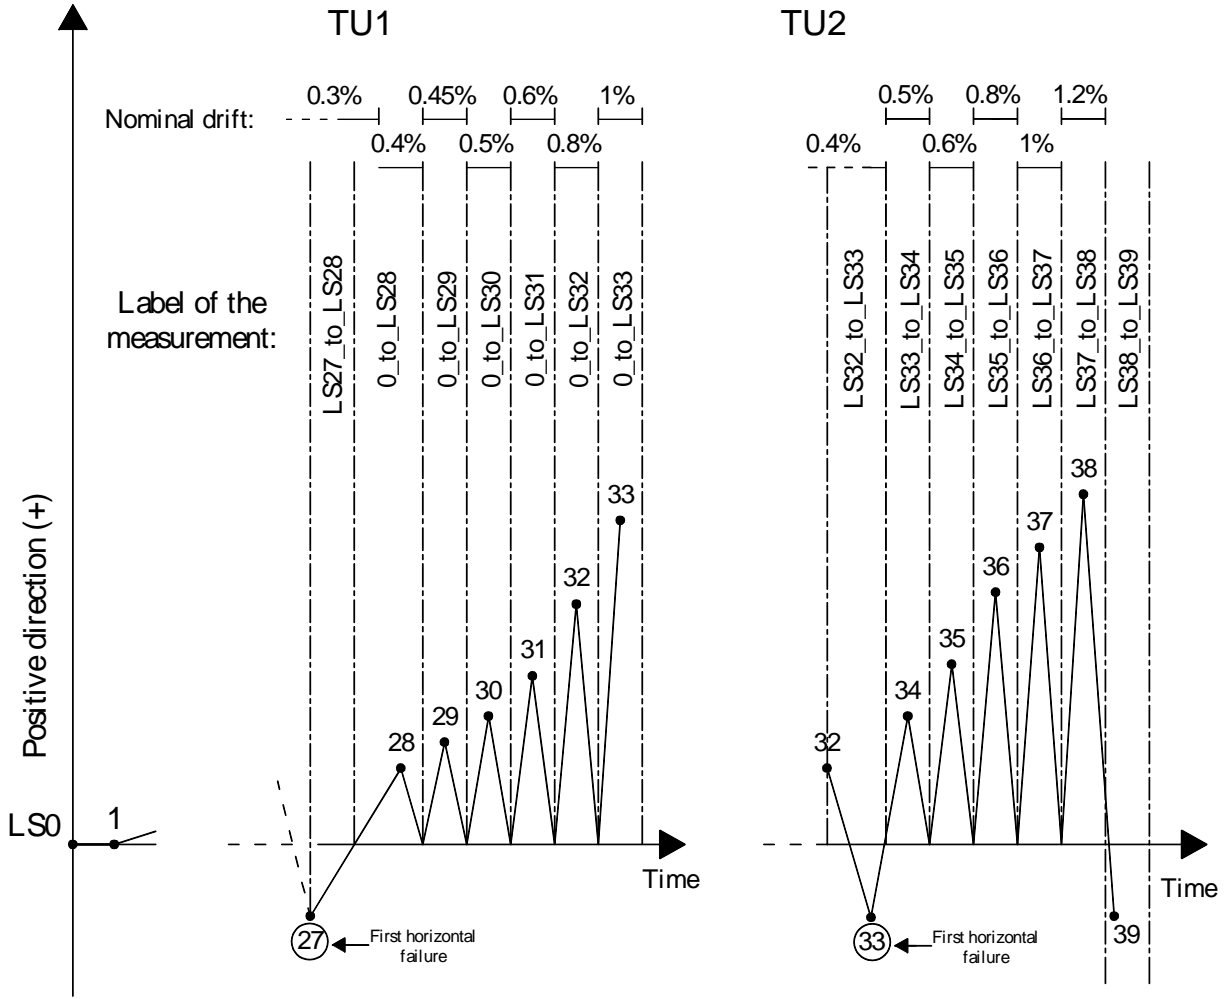 TU1
TU2
0.3%
0.45%
0.6%
1%
0.5%
0.8%
1.2%
Nominal drift:
0.4%
0.5%
0.8%
0.4%
0.6%
1%
Label of the
measurement:
LS27_to_LS28
0_to_LS28
0_to_LS29
0_to_LS30
0_to_LS31
0_to_LS32
0_to_LS33
LS32_to_LS33
LS33_to_LS34
LS34_to_LS35
LS35_to_LS36
LS36_to_LS37
LS37_to_LS38
LS38_to_LS39
Positive direction (+)
33
32
31
30
29
28
38
37
36
35
34
32
LS0
1
Time
Time
27
First horizontal
failure
33
First horizontal
failure
39